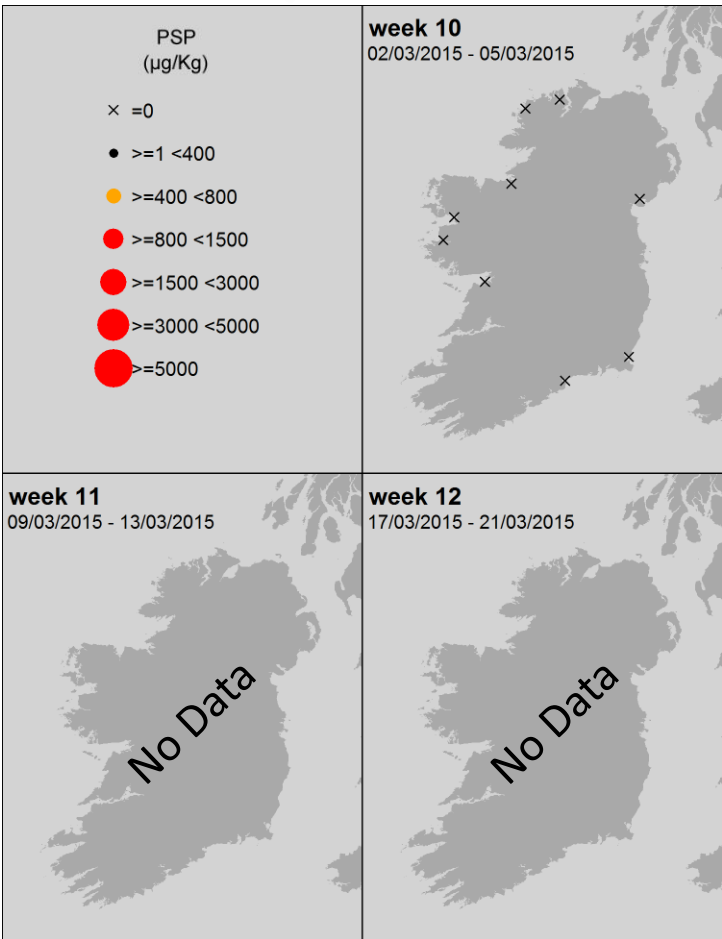 PSP
(µg/Kg)
× =0
>=1 <400
>=400 <800
>=800 <1500
>=1500 <3000
>=3000 <5000
>=5000
week 10
02/03/2015 - 05/03/2015
week 11
09/03/2015 - 13/03/2015
No Data
week 12
17/03/2015 - 21/03/2015
No Data